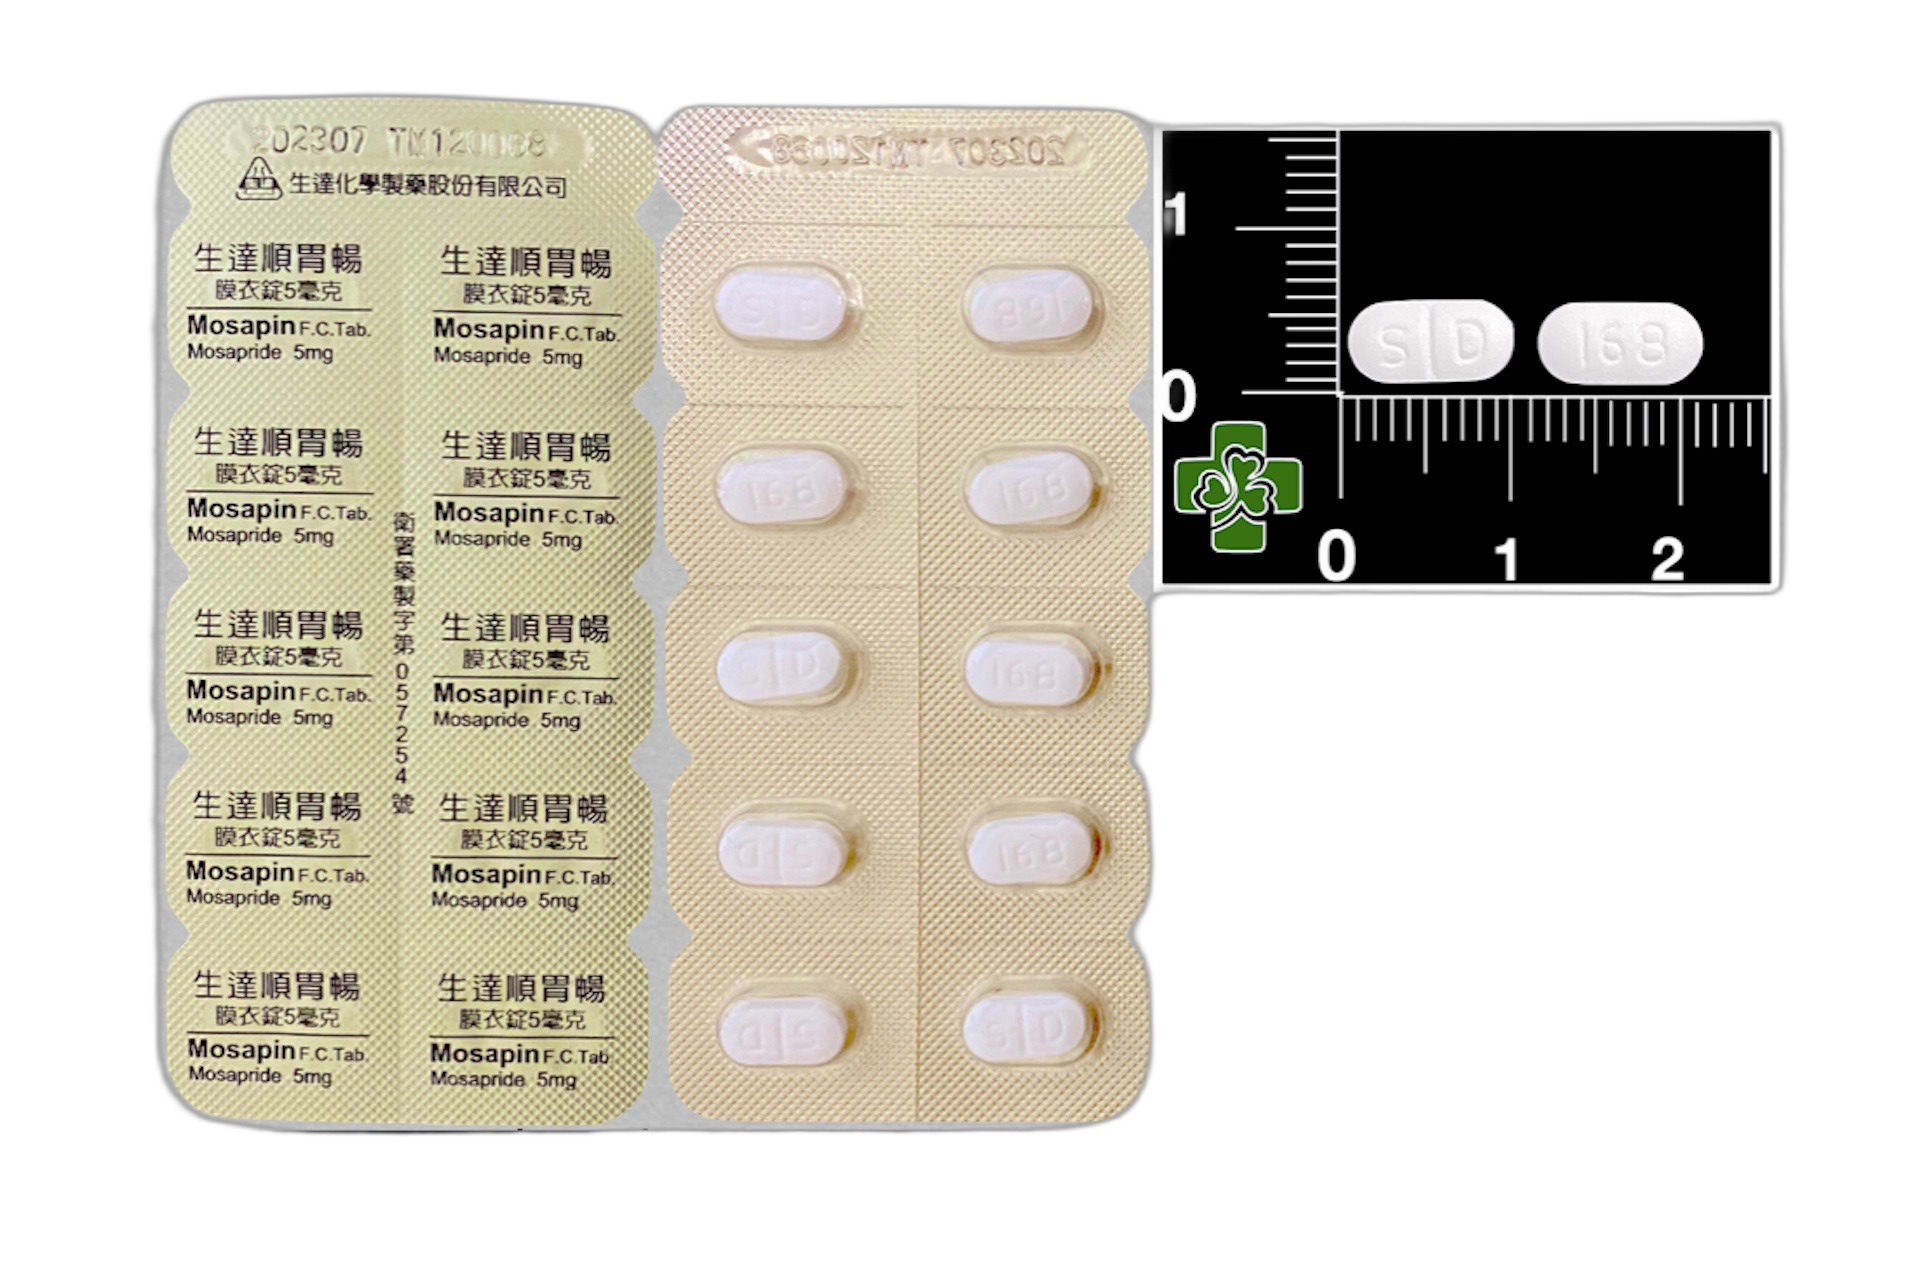 202307 TM120068
生達化學製藥股份有限公司
生達順胃暢
膜衣錠5毫克
Mosapin F.C.Tab.
Mosapride 5mg
生達順胃暢
膜衣錠5毫克
Mosapin F.C.Tab.
Mosapride 5mg
生達順胃暢
膜衣錠5毫克
Mosapin F.C.Tab.
Mosapride 5mg
生達順胃暢
膜衣錠5毫克
Mosapin F.C.Tab.
Mosapride 5mg
生達順胃暢
膜衣錠5毫克
Mosapin F.C.Tab.
Mosapride 5mg
生達順胃暢
膜衣錠5毫克
Mosapin F.C.Tab.
Mosapride 5mg
生達順胃暢
膜衣錠5毫克
Mosapin F.C.Tab.
Mosapride 5mg
生達順胃暢
膜衣錠5毫克
Mosapin F.C.Tab.
Mosapride 5mg
生達順胃暢
膜衣錠5毫克
Mosapin F.C.Tab.
Mosapride 5mg
生達順胃暢
膜衣錠5毫克
Mosapin F.C.Tab
Mosapride 5mg
衛署藥製字第057254號
202307 TM120068
S D
168
168
168
S D
168
S D
168
S D
S D
1
0
S D
168
0 1 2